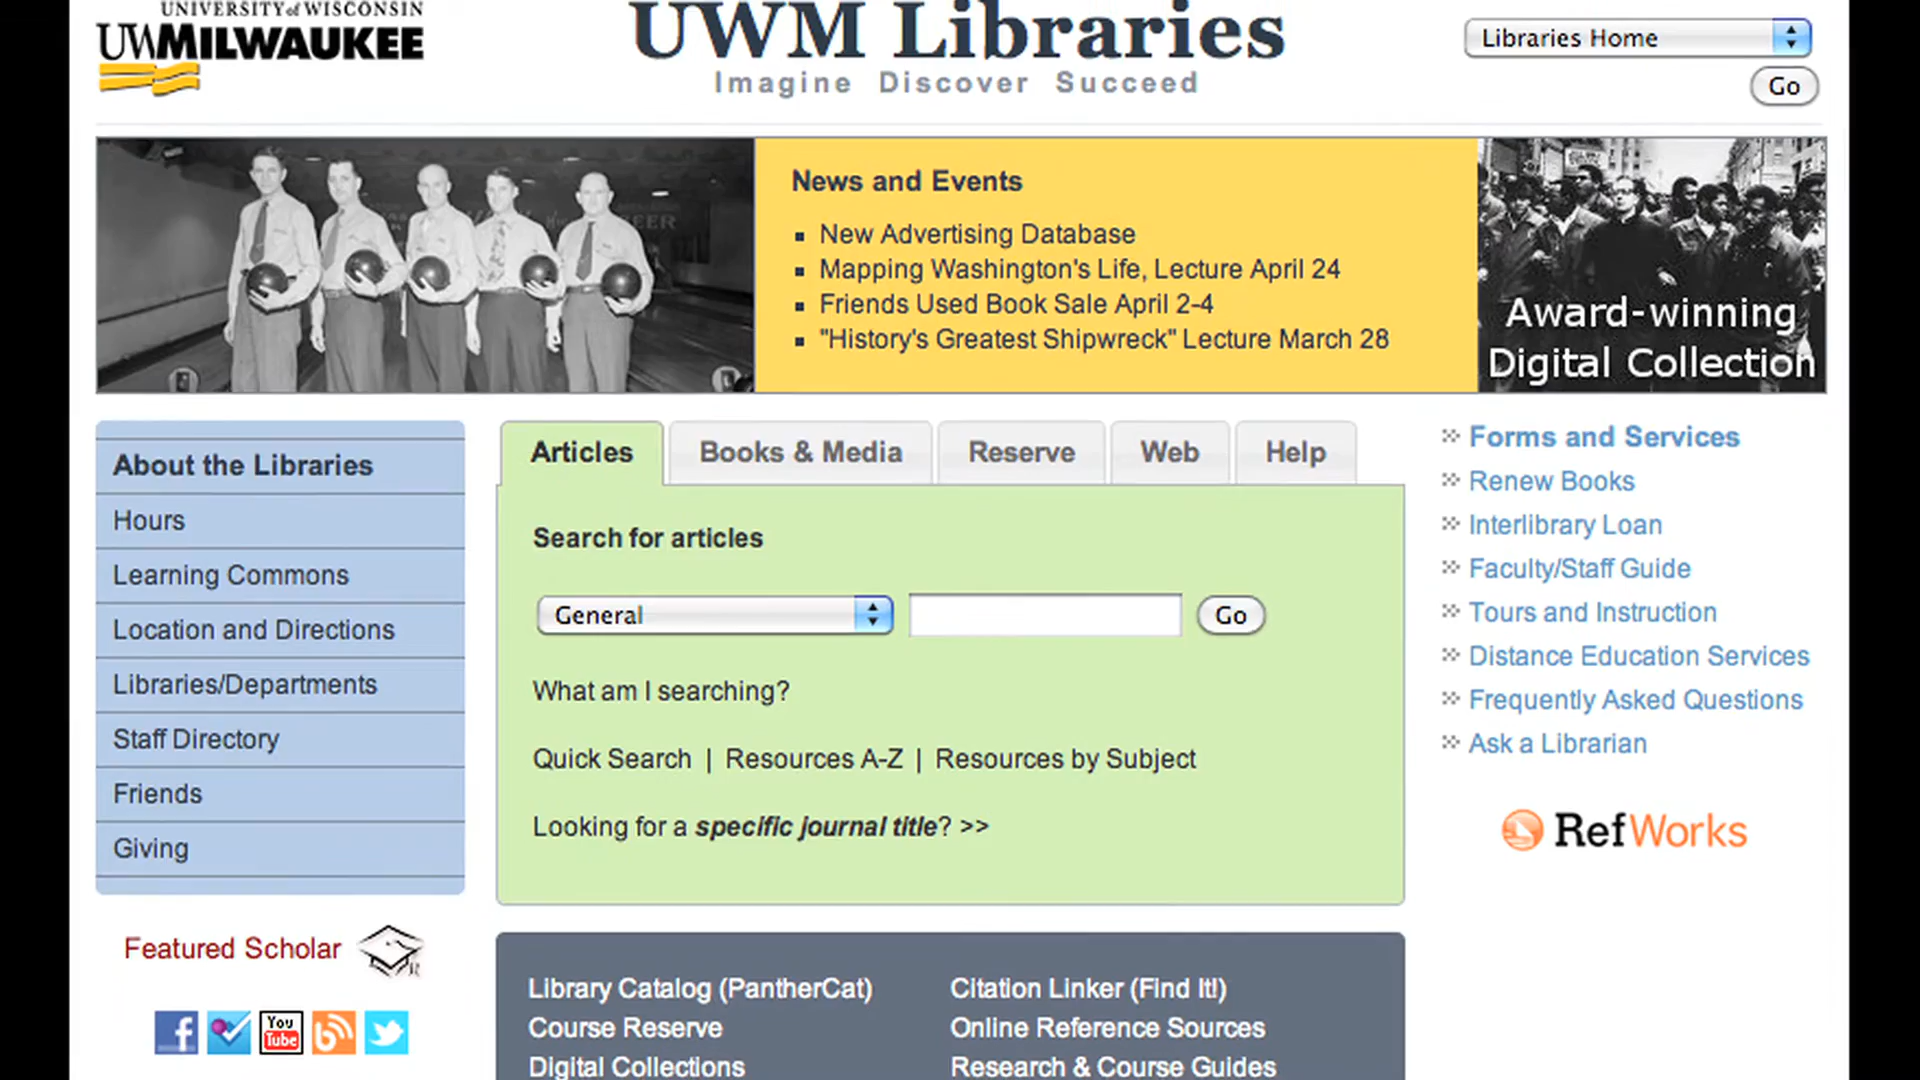 UNIVERSITY of WISCONSIN
UWMILWAUKEE
UWM Libraries
Imagine Discover Succeed
Libraries Home
Go
BEER
News and Events
New Advertising Database
Mapping Washington's Life, Lecture April 24
Friends Used Book Sale April 2-4
"History's Greatest Shipwreck" Lecture March 28
Award-winning
Digital Collection
About the Libraries
Hours
Learning Commons
Location and Directions
Libraries/Departments
Staff Directory
Friends
Giving
Featured Scholar
You
Tube
Articles
Books & Media
Reserve
Web
Help
Search for articles
General
Go
What am I searching?
Quick Search | Resources A-Z | Resources by Subject
Looking for a specific journal title? >>
Library Catalog (PantherCat)
Course Reserve
Digital Collections
Citation Linker (Find It!)
Online Reference Sources
Research & Course Guides
Forms and Services
Renew Books
Interlibrary Loan
Faculty/Staff Guide
Tours and Instruction
Distance Education Services
Frequently Asked Questions
Ask a Librarian
RefWorks